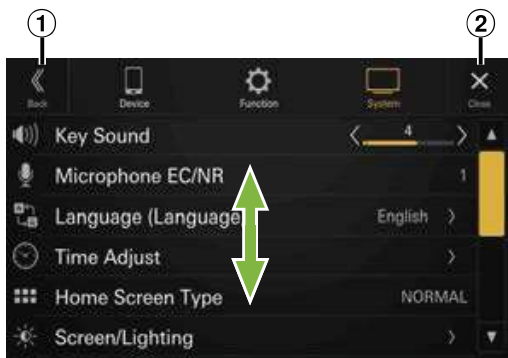 1 2
Back Device Function System Close
Key Sound 4
Microphone EC/NR 1
Language (Language) English
Time Adjust
Home Screen Type NORMAL
Screen/Lighting